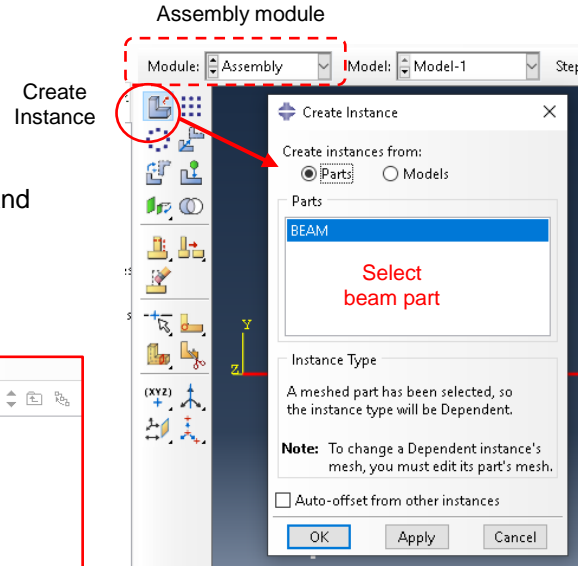 Assembly module
Module: Assembly Model: Model-1 Step
Create
Instance
Create Instance
Create instances from:
Parts Models
nd
Parts
BEAM
Select
beam part
Y
Z
Instance Type
A meshed part has been selected, so
the instance type will be Dependent.
(XYZ)
Note: To change a Dependent instance's
mesh, you must edit its part's mesh.
Auto-offset from other instances
OK Apply Cancel